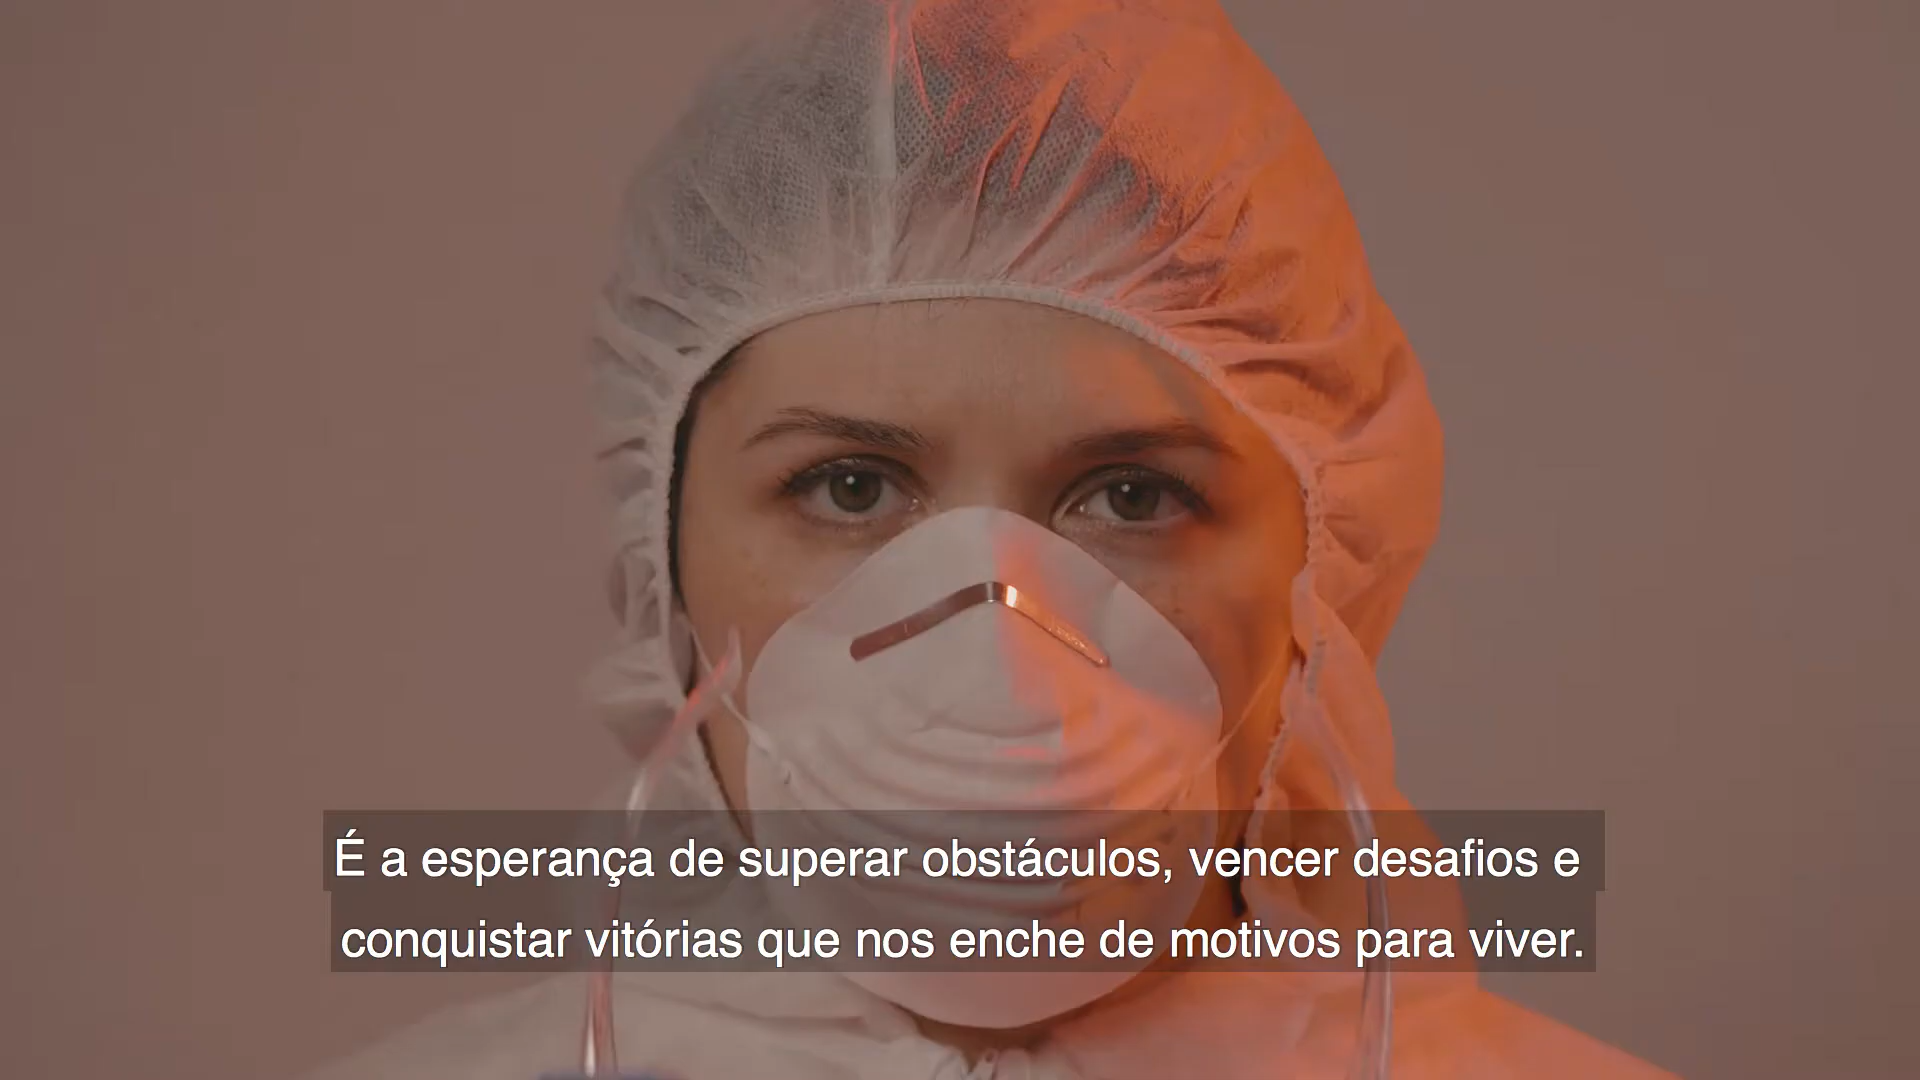 É a esperança de superar obstáculos, vencer desafios e
conquistar vitórias que nos enche de motivos para viver.